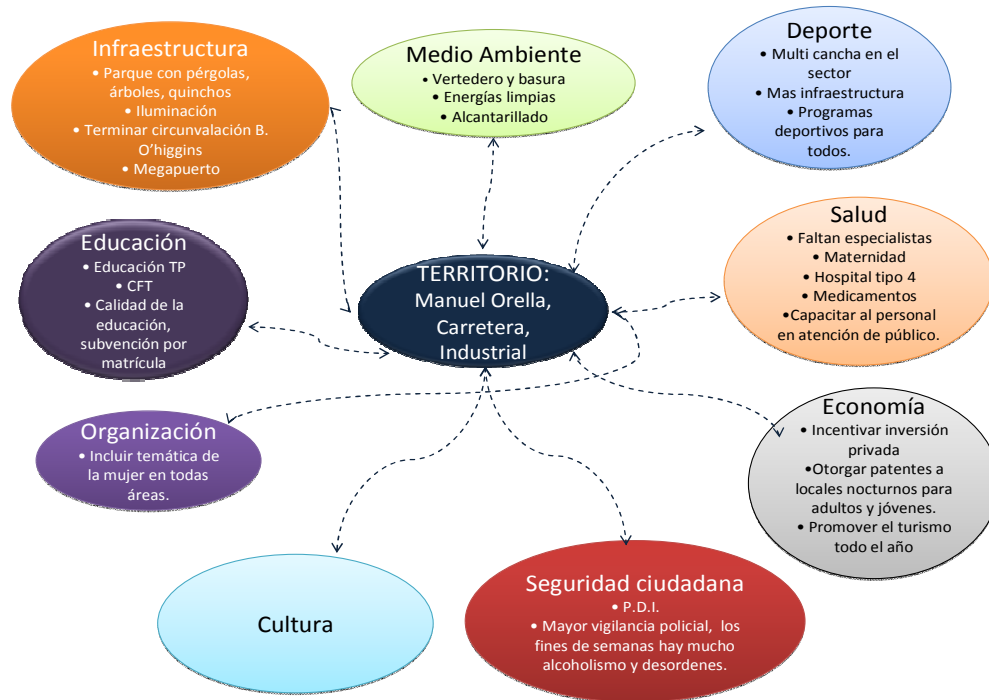 Infraestructura
• Parque con pérgolas,
árboles, quinchos
• Iluminación
• Terminar circunvalación B.
O'higgins
• Megapuerto
Medio Ambiente
• Vertedero y basura
• Energías limpias
• Alcantarillado
Deporte
• Multi cancha en el
sector
• Mas infraestructura
• Programas
deportivos para
todos.
Educación
• Educación TP
• CFT
• Calidad de la
educación,
subvención por
matrícula
TERRITORIO:
Manuel Orella,
Carretera,
Industrial
Salud
• Faltan especialistas
• Maternidad
• Hospital tipo 4
• Medicamentos
•Capacitar al personal
en atención de público.
Organización
• Incluir temática de
la mujer en todas
áreas.
Economía
• Incentivar inversión
privada
•Otorgar patentes a
locales nocturnos para
adultos y jóvenes.
• Promover el turismo
todo el año
Cultura
Seguridad ciudadana
• P.D.I.
• Mayor vigilancia policial, los
fines de semanas hay mucho
alcoholismo y desordenes.